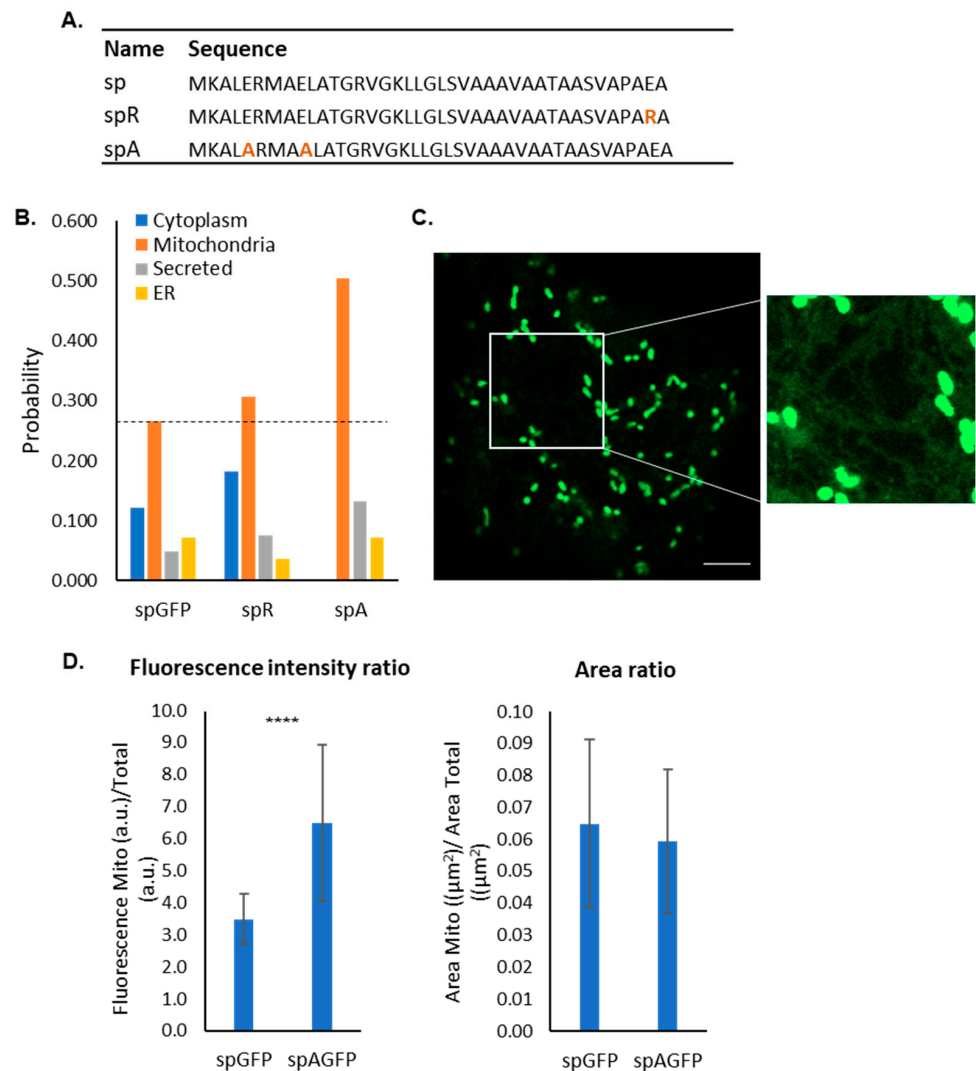 A.
Name Sequence
sp MKALERMAELATGRVGKLLGLSVAAAVAATAASVAPAEA
spR MKALERMAELATGRVGKLLGLSVAAAVAATAASVAPARA
spA MKALARMAALATGRVGKLLGLSVAAAVAATAASVAPAEA
B.
Probability
0.600
0.500
0.400
0.300
0.200
0.100
0.000
Cytoplasm
Mitochondria
Secreted
ER
spGFP spR spA
C.
D.
Fluorescence intensity ratio
Fluorescence Mito (a.u.)/Total
(a.u.)
10.0
9.0
8.0
7.0
6.0
5.0
4.0
3.0
2.0
1.0
0.0
****
spGFP spAGFP
Area ratio
Area Mito ((µm²)/ Area Total
((µm²)
0.10
0.09
0.08
0.07
0.06
0.05
0.04
0.03
0.02
0.01
0.00
spGFP spAGFP